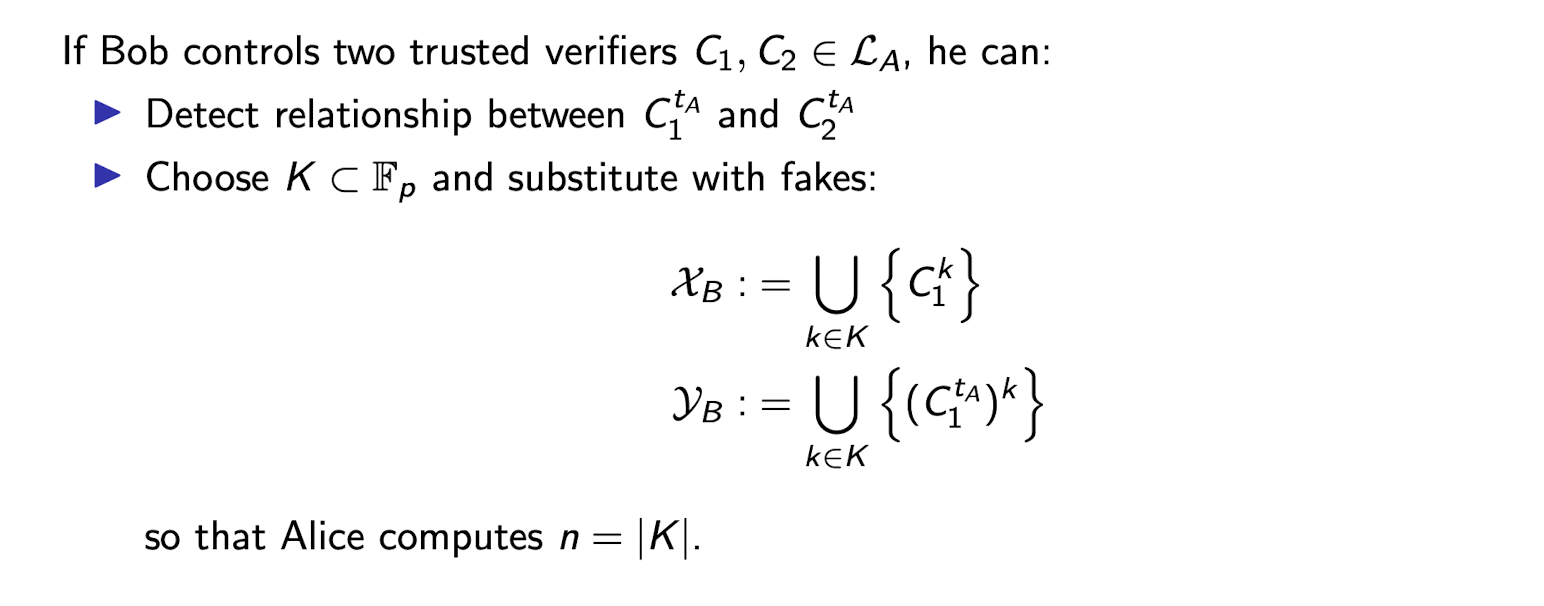 If Bob controls two trusted verifiers $C_1, C_2 \in \mathcal{L}_A$, he can:
▶ Detect relationship between $C_1^{t_A}$ and $C_2^{t_A}$
▶ Choose $K \subset \mathbb{F}_p$ and substitute with fakes:
$\mathcal{X}_B := \bigcup_{k \in K} \left\{ C_1^k \right\}$
$\mathcal{Y}_B := \bigcup_{k \in K} \left\{ (C_1^{t_A})^k \right\}$
so that Alice computes $n = |K|$.